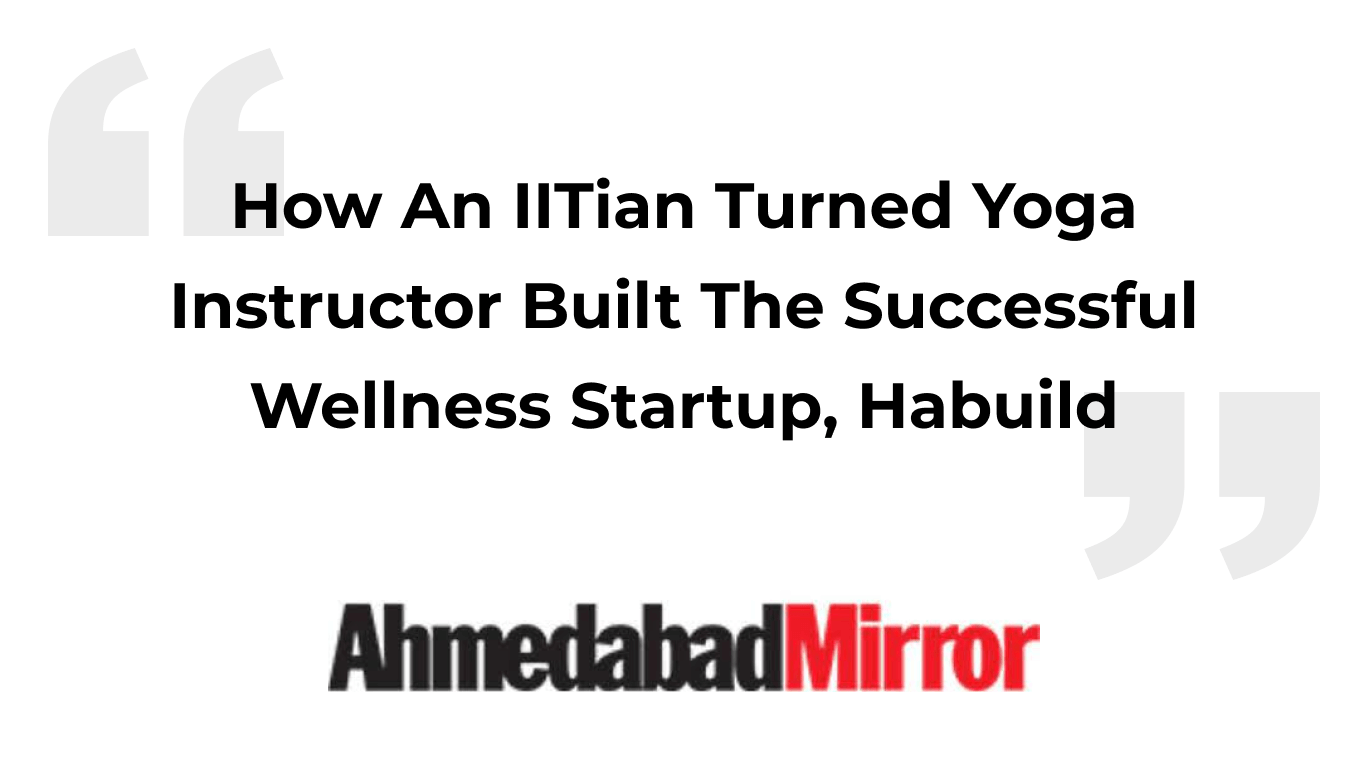 How An IITian Turned Yoga
Instructor Built The Successful
Wellness Startup, Habuild
AhmedabadMirror